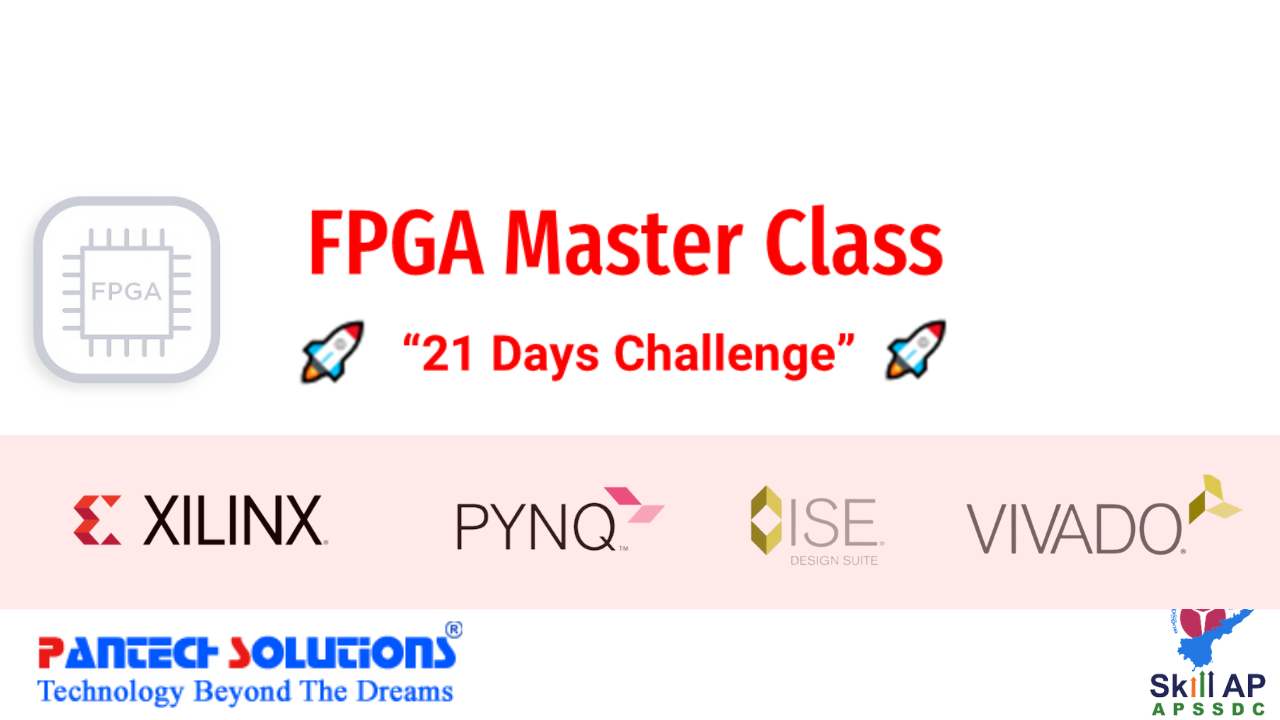 FPGA Master Class
FPGA
“21 Days Challenge”
XILINX®
PYNQ™
ISE®
DESIGN SUITE
VIVADO®
PANTECH SOLUTIONS®
Technology Beyond The Dreams
Skill AP
APSSDC